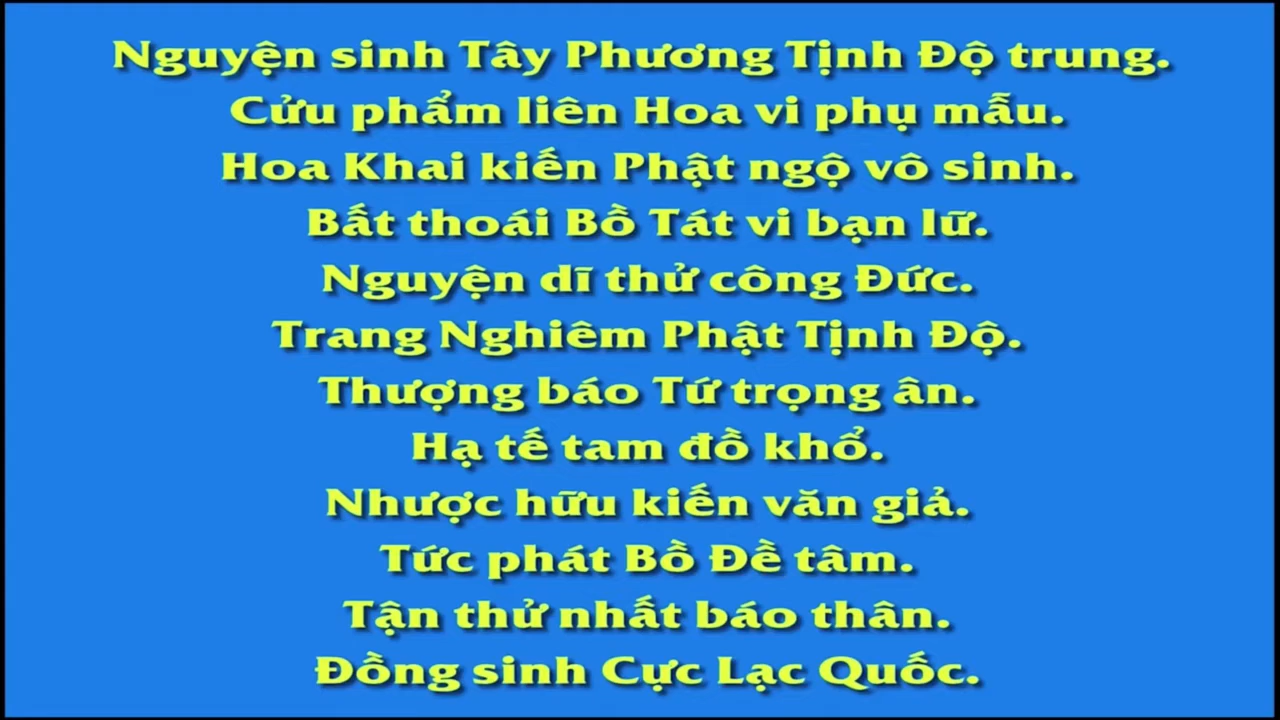 Nguyện sinh Tây Phương Tịnh Độ trung.
Cửu phẩm liên Hoa vi phụ mẫu.
Hoa Khai kiến Phật ngộ vô sinh.
Bất thoái Bồ Tát vi bạn lữ.
Nguyện dĩ thử công Đức.
Trang Nghiêm Phật Tịnh Độ.
Thượng báo Tứ trọng ân.
Hạ tế tam đồ khổ.
Nhược hữu kiến văn giả.
Tức phát Bồ Đề tâm.
Tận thử nhất báo thân.
Đồng sinh Cực Lạc Quốc.